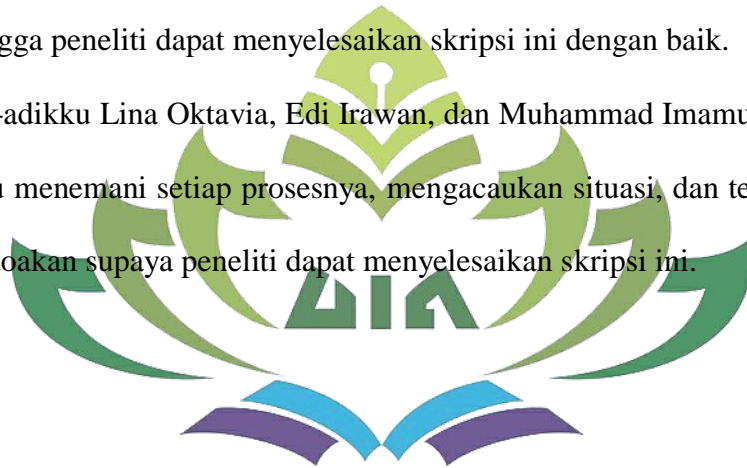 ngga peneliti dapat menyelesaikan skripsi ini dengan baik.
-adikku Lina Oktavia, Edi Irawan, dan Muhammad Imamu
u menemani setiap prosesnya, mengacaukan situasi, dan te
oakan supaya peneliti dapat menyelesaikan skripsi ini.
UIN